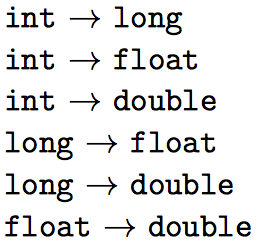 int → long
int → float
int → double
long → float
long → double
float → double